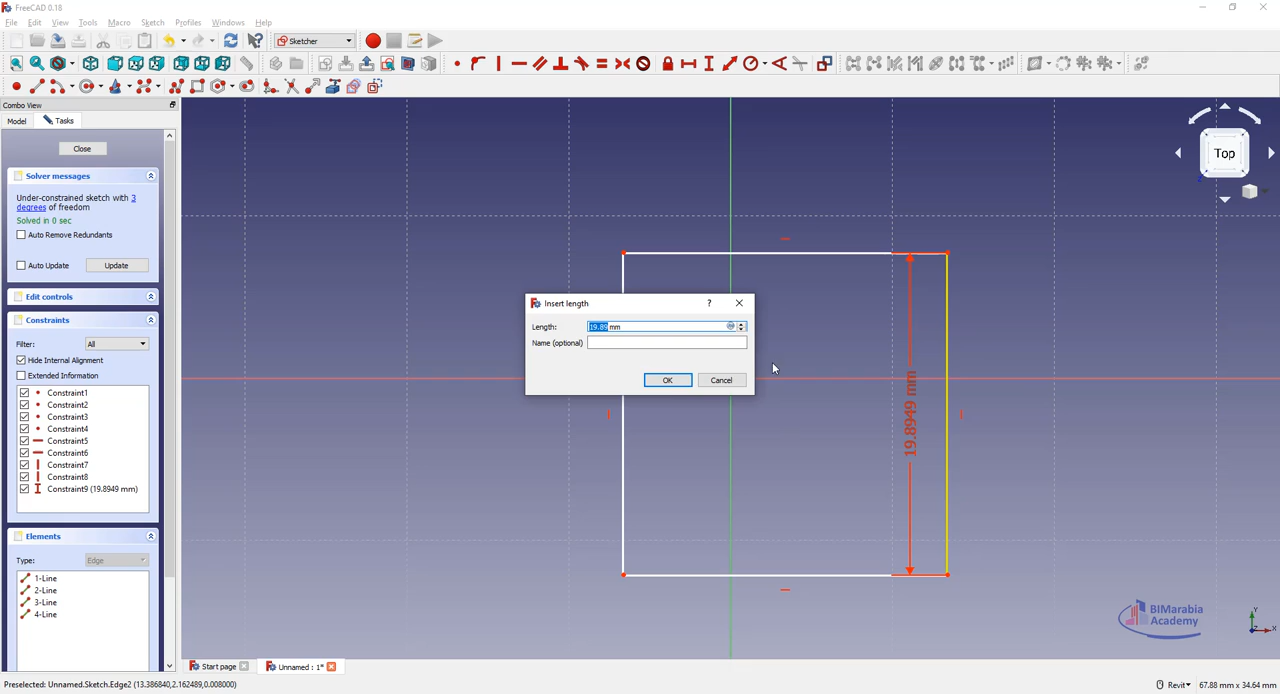 FreeCAD 0.18
File Edit View Tools Macro Sketch Profiles Windows Help
Sketcher
Combo View
Model Tasks
Close
Solver messages
Under-constrained sketch with 3
degrees of freedom
Solved in 0 sec
Auto Remove Redundants
Auto Update Update
Edit controls
Constraints
Filter: All
Hide Internal Alignment
Extended Information
Constraint1
Constraint2
Constraint3
Constraint4
Constraint5
Constraint6
Constraint7
Constraint8
Constraint9 (19.8949 mm)
Elements
Type: Edge
1-Line
2-Line
3-Line
4-Line
Top
Z
Insert length
?
Length: 19.89 mm
Name (optional)
OK Cancel
19.8949 mm
BIMarabia
Academy
Y
Z X
Start page Unnamed : 1*
Preselected: Unnamed.Sketch.Edge2 (13.386840,2.162489,0.008000) Revit 67.88 mm x 34.64 mm